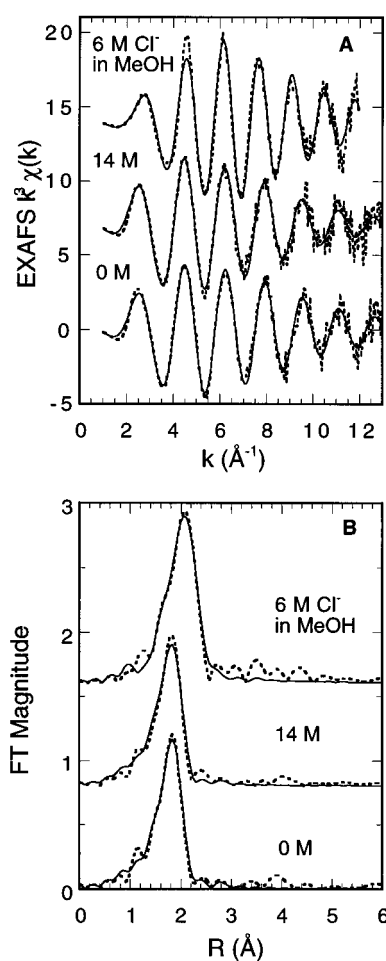 A
6 M Cl⁻
in MeOH
14 M
0 M
20
15
10
5
0
-5
EXAFS k³ χ(k)
0 2 4 6 8 10 12
k (Å⁻¹)
B
6 M Cl⁻
in MeOH
14 M
0 M
3
2
1
0
FT Magnitude
0 1 2 3 4 5 6
R (Å)